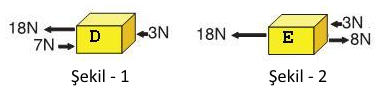 18N 7N D 3N
18N E 3N 8N
Şekil - 1 Şekil - 2